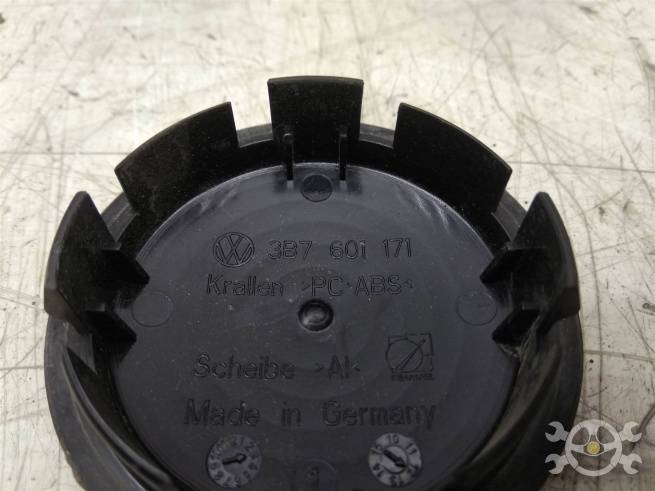 3B7 601 171
Krallen >PC+ABS<
Scheibe >Al<
Made in Germany